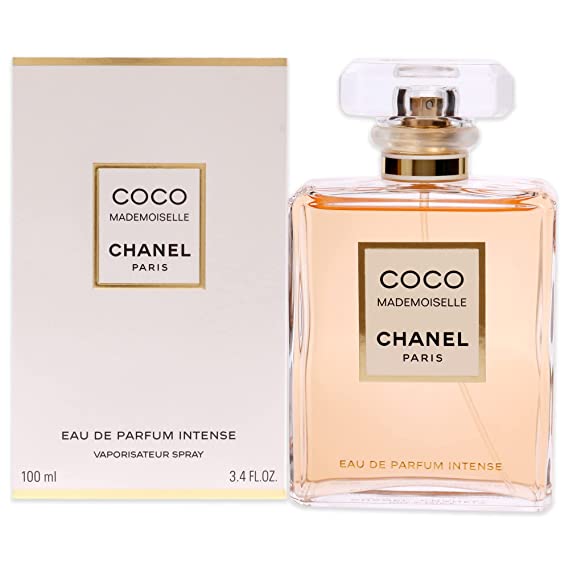 COCO
MADEMOISELLE
CHANEL
PARIS
EAU DE PARFUM INTENSE
VAPORISATEUR SPRAY
100 ml 3.4 FL.OZ.
COCO
MADEMOISELLE
CHANEL
PARIS
EAU DE PARFUM INTENSE